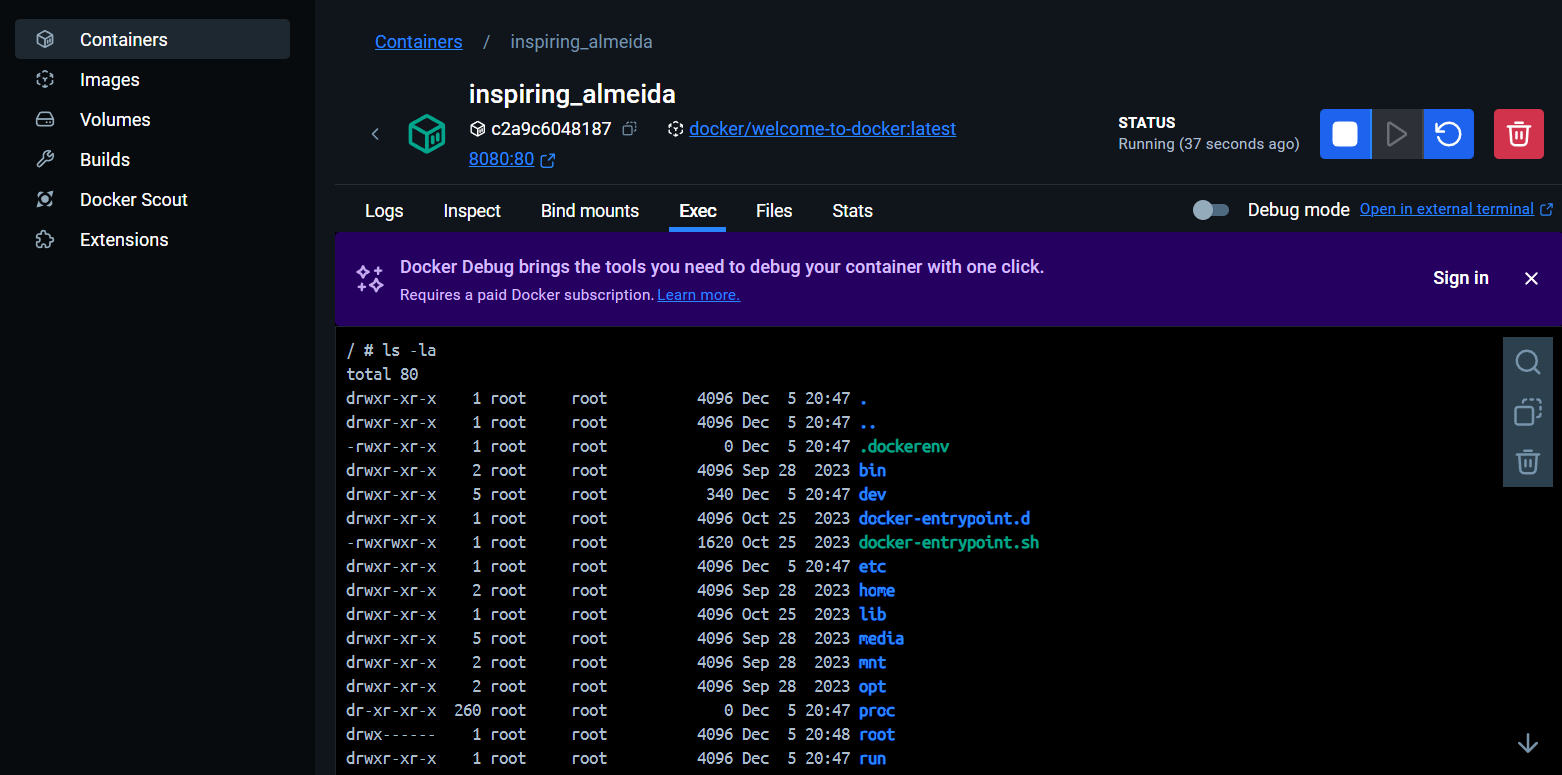 Containers
Images
Volumes
Builds
Docker Scout
Extensions
Containers / inspiring_almeida
inspiring_almeida
c2a9c6048187 docker/welcome-to-docker:latest
8080:80
STATUS
Running (37 seconds ago)
Logs Inspect Bind mounts Exec Files Stats Debug mode Open in external terminal
Docker Debug brings the tools you need to debug your container with one click.
Requires a paid Docker subscription. Learn more.
Sign in
/ # ls -la
total 80
drwxr-xr-x    1 root     root          4096 Dec  5 20:47 .
drwxr-xr-x    1 root     root          4096 Dec  5 20:47 ..
-rwxr-xr-x    1 root     root             0 Dec  5 20:47 .dockerenv
drwxr-xr-x    2 root     root          4096 Sep 28  2023 bin
drwxr-xr-x    5 root     root           340 Dec  5 20:47 dev
drwxr-xr-x    1 root     root          4096 Oct 25  2023 docker-entrypoint.d
-rwxrwxr-x    1 root     root          1620 Oct 25  2023 docker-entrypoint.sh
drwxr-xr-x    1 root     root          4096 Dec  5 20:47 etc
drwxr-xr-x    2 root     root          4096 Sep 28  2023 home
drwxr-xr-x    1 root     root          4096 Oct 25  2023 lib
drwxr-xr-x    5 root     root          4096 Sep 28  2023 media
drwxr-xr-x    2 root     root          4096 Sep 28  2023 mnt
drwxr-xr-x    2 root     root          4096 Sep 28  2023 opt
dr-xr-xr-x  260 root     root             0 Dec  5 20:47 proc
drwx------    1 root     root          4096 Dec  5 20:48 root
drwxr-xr-x    1 root     root          4096 Dec  5 20:47 run